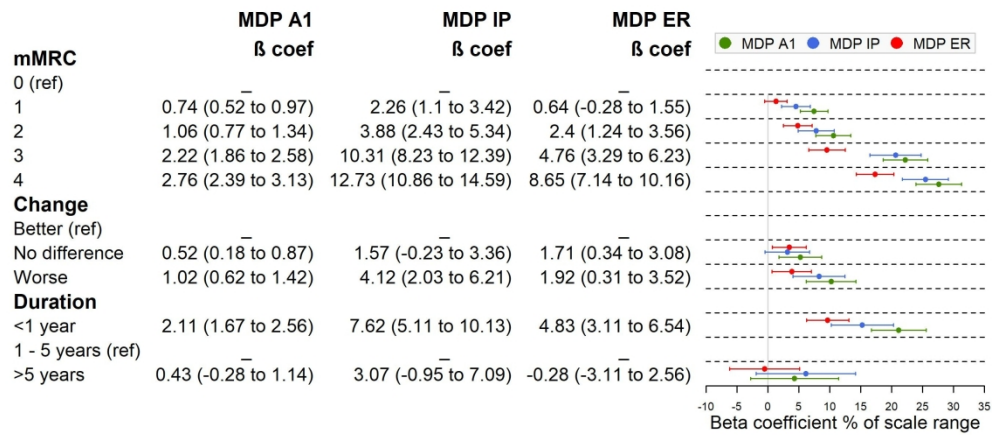 MDP A1 MDP IP MDP ER
ß coef ß coef ß coef
MDP A1 MDP IP MDP ER
mMRC
0 (ref) _ _ _
1 0.74 (0.52 to 0.97) 2.26 (1.1 to 3.42) 0.64 (-0.28 to 1.55)
2 1.06 (0.77 to 1.34) 3.88 (2.43 to 5.34) 2.4 (1.24 to 3.56)
3 2.22 (1.86 to 2.58) 10.31 (8.23 to 12.39) 4.76 (3.29 to 6.23)
4 2.76 (2.39 to 3.13) 12.73 (10.86 to 14.59) 8.65 (7.14 to 10.16)
Change
Better (ref) _ _ _
No difference 0.52 (0.18 to 0.87) 1.57 (-0.23 to 3.36) 1.71 (0.34 to 3.08)
Worse 1.02 (0.62 to 1.42) 4.12 (2.03 to 6.21) 1.92 (0.31 to 3.52)
Duration
<1 year 2.11 (1.67 to 2.56) 7.62 (5.11 to 10.13) 4.83 (3.11 to 6.54)
1 - 5 years (ref) _ _ _
>5 years 0.43 (-0.28 to 1.14) 3.07 (-0.95 to 7.09) -0.28 (-3.11 to 2.56)
-10 -5 0 5 10 15 20 25 30 35
Beta coefficient % of scale range